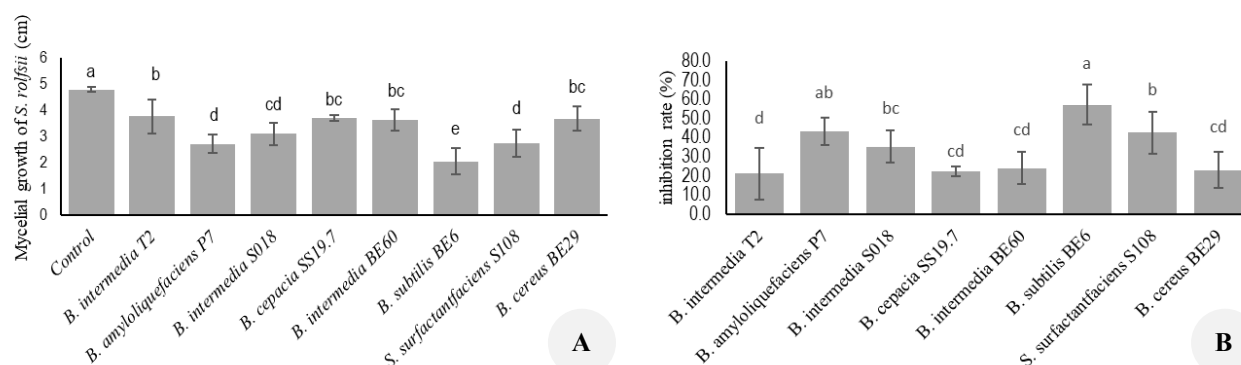 Mycelial growth of S. rolfsii (cm)
6
5
4
3
2
1
0
a
b
d
cd
bc
bc
e
d
bc
Control
B. intermedia T2
B. amyloliquefaciens P7
B. intermedia S018
B. cepacia SS19.7
B. intermedia BE60
B. subtilis BE6
S. surfactantfaciens S108
B. cereus BE29
A
inhibition rate (%)
80.0
70.0
60.0
50.0
40.0
30.0
20.0
10.0
0.0
d
ab
bc
cd
cd
a
b
cd
B. intermedia T2
B. amyloliquefaciens P7
B. intermedia S018
B. cepacia SS19.7
B. intermedia BE60
B. subtilis BE6
S. surfactantfaciens S108
B. cereus BE29
B